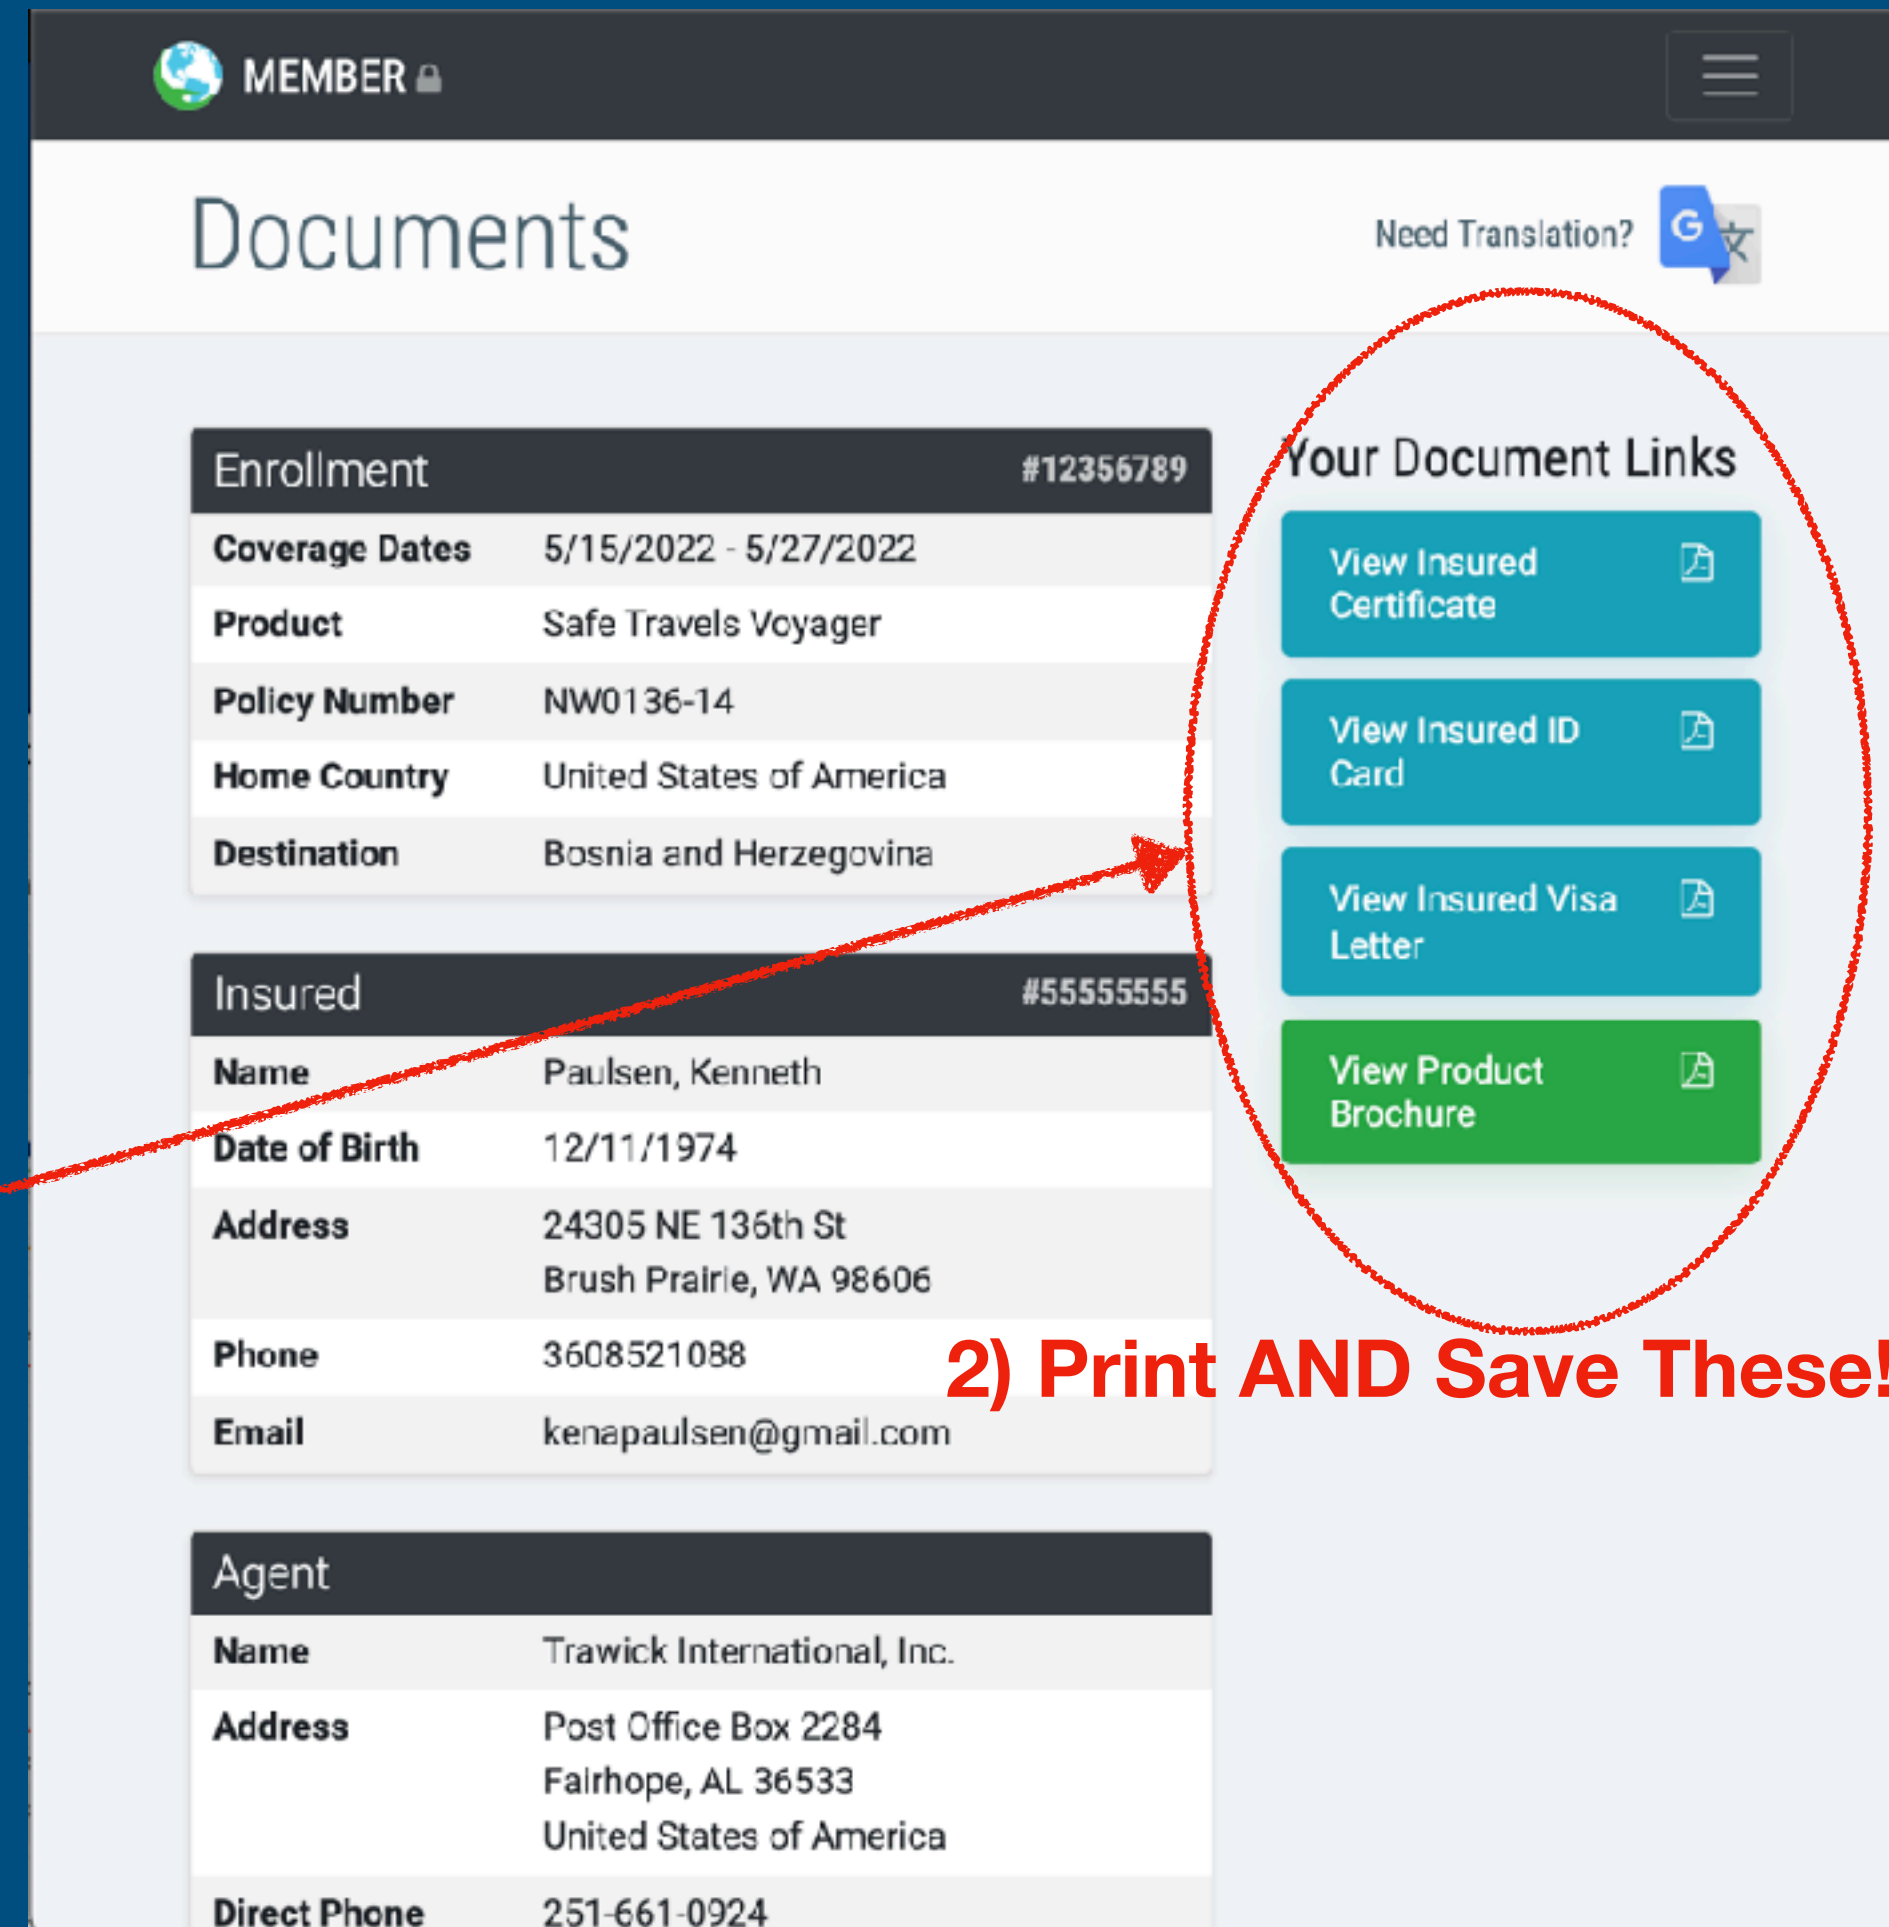 MEMBER
Documents
Need Translation?
Enrollment #12356789
Coverage Dates 5/15/2022 - 5/27/2022
Product Safe Travels Voyager
Policy Number NW0136-14
Home Country United States of America
Destination Bosnia and Herzegovina
Insured #55555555
Name Paulsen, Kenneth
Date of Birth 12/11/1974
Address 24305 NE 136th St
Brush Prairie, WA 98606
Phone 3608521088
Email kenapaulsen@gmail.com
Agent
Name Trawick International, Inc.
Address Post Office Box 2284
Fairhope, AL 36533
United States of America
Direct Phone 251-661-0924
Your Document Links
View Insured
Certificate
View Insured ID
Card
View Insured Visa
Letter
View Product
Brochure
2) Print AND Save These!